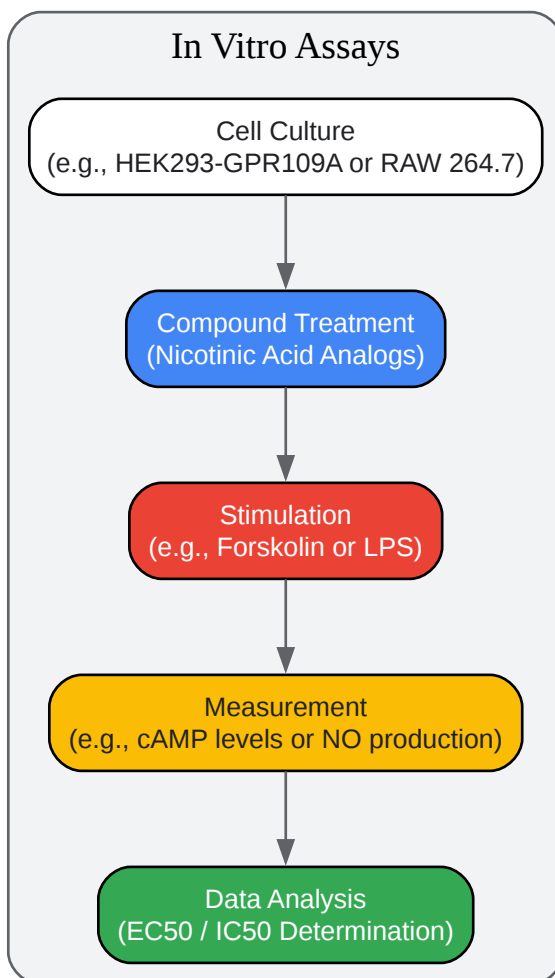 In Vitro Assays
Cell Culture
(e.g., HEK293-GPR109A or RAW 264.7)
Compound Treatment
(Nicotinic Acid Analogs)
Stimulation
(e.g., Forskolin or LPS)
Measurement
(e.g., cAMP levels or NO production)
Data Analysis
(EC50 / IC50 Determination)